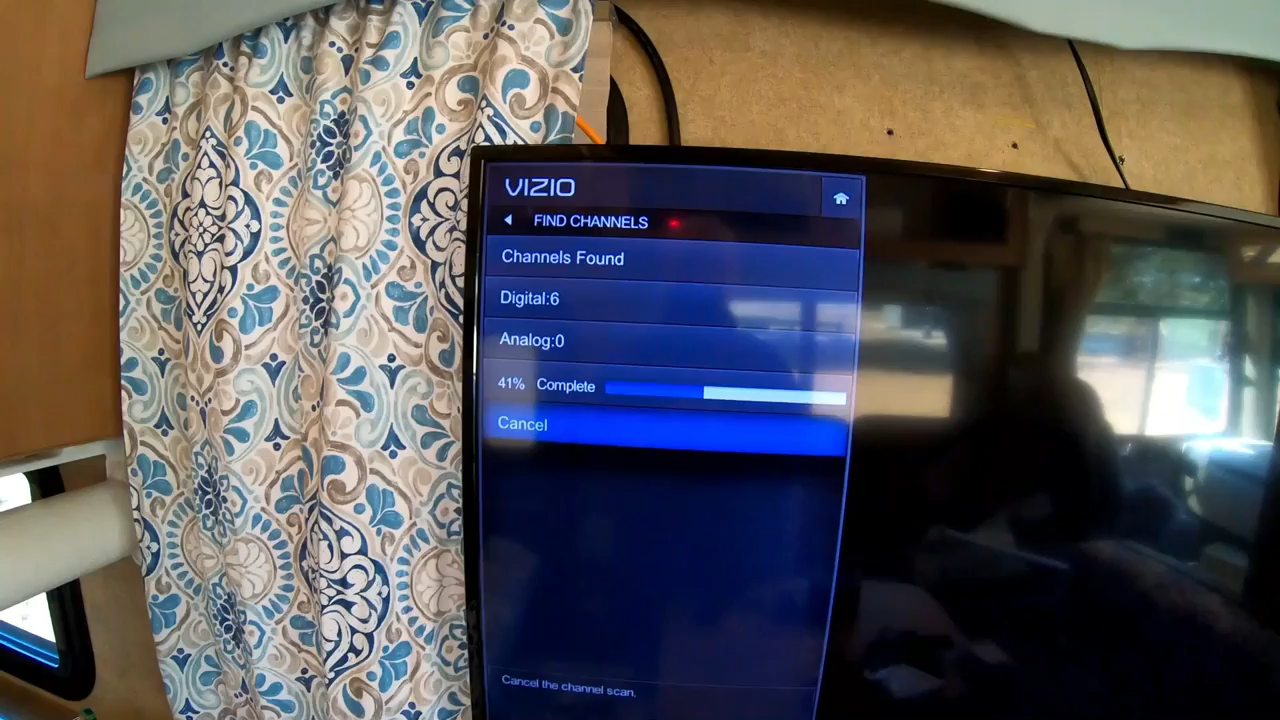 VIZIO
FIND CHANNELS
Channels Found
Digital:6
Analog:0
41% Complete
Cancel
Cancel the channel scan.